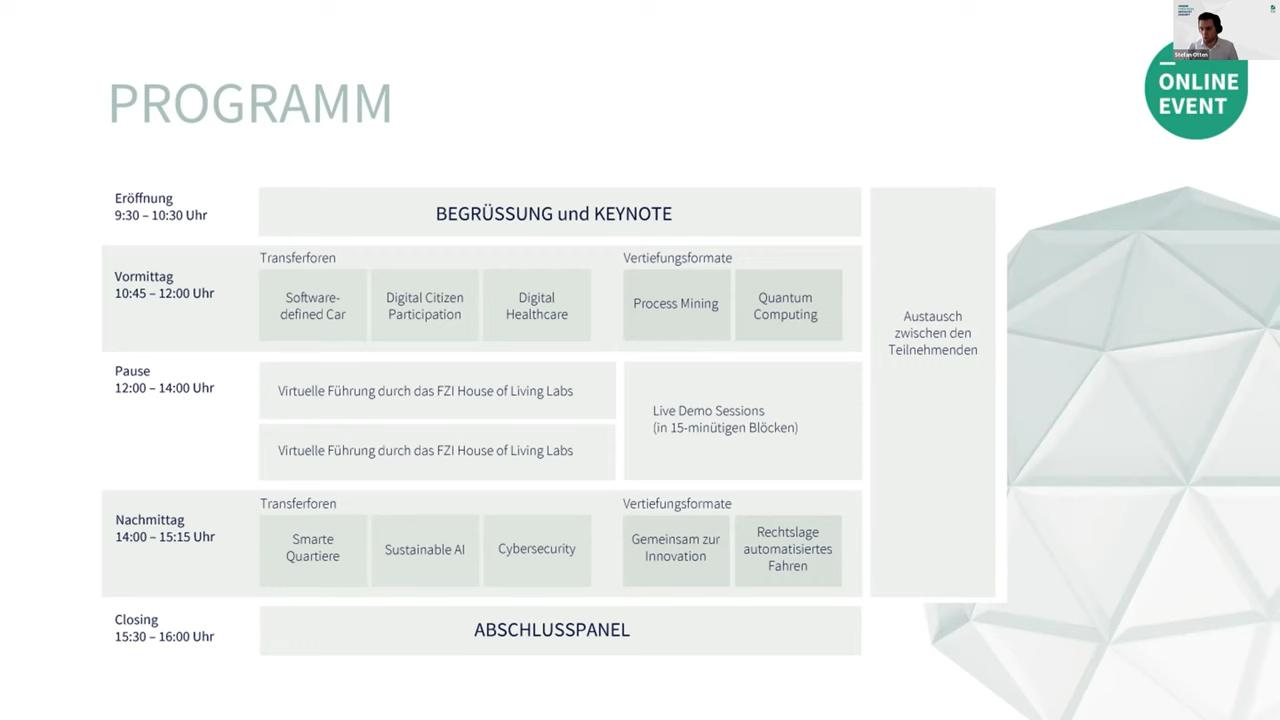 PROGRAMM
Stefan Otten
ONLINE
EVENT
Eröffnung
9:30 – 10:30 Uhr
BEGRÜSSUNG und KEYNOTE
Vormittag
10:45 – 12:00 Uhr
Transferforen
Software-
defined Car
Digital Citizen
Participation
Digital
Healthcare
Vertiefungsformate
Process Mining
Quantum
Computing
Austausch
zwischen den
Teilnehmenden
Pause
12:00 – 14:00 Uhr
Virtuelle Führung durch das FZI House of Living Labs
Virtuelle Führung durch das FZI House of Living Labs
Live Demo Sessions
(in 15-minütigen Blöcken)
Nachmittag
14:00 – 15:15 Uhr
Transferforen
Smarte
Quartiere
Sustainable AI
Cybersecurity
Vertiefungsformate
Gemeinsam zur
Innovation
Rechtslage
automatisiertes
Fahren
Closing
15:30 – 16:00 Uhr
ABSCHLUSSPANEL